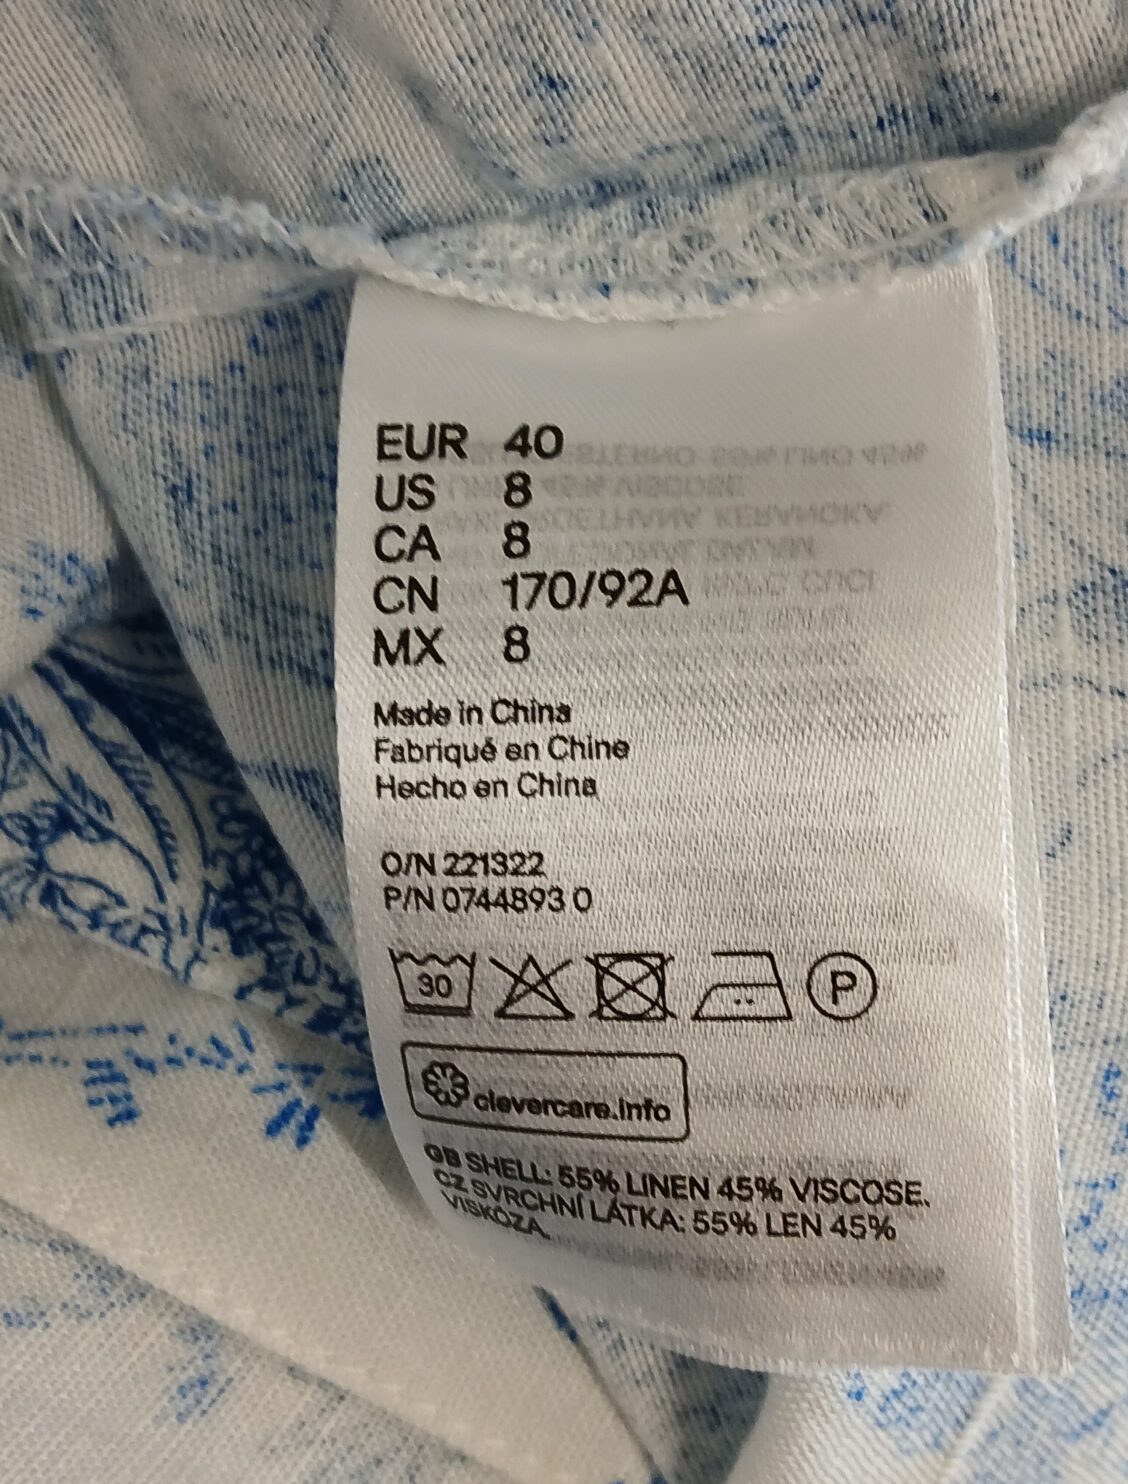 EUR 40
US 8
CA 8
CN 170/92A
MX 8
Made in China
Fabriqué en Chine
Hecho en China
O/N 221322
P/N 0744893 0
30
P
clevercare.info
GB SHELL: 55% LINEN 45% VISCOSE.
CZ SVRCHNÍ LÁTKA: 55% LEN 45%
VISKÓZA.